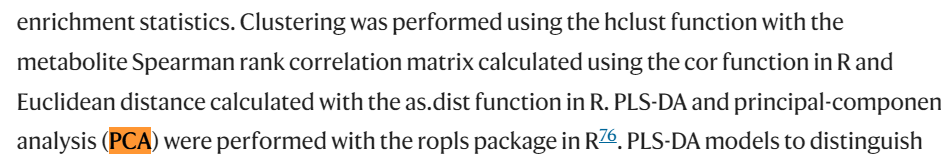 enrichment statistics. Clustering was performed using the hclust function with the
metabolite Spearman rank correlation matrix calculated using the cor function in R and
Euclidean distance calculated with the as.dist function in R. PLS-DA and principal-componen
analysis (PCA) were performed with the ropls package in R76. PLS-DA models to distinguish